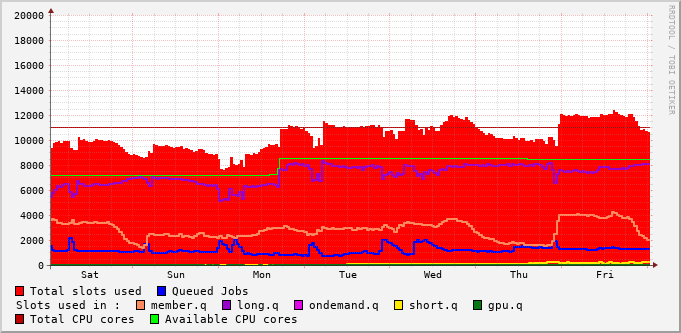 20000
18000
16000
14000
12000
10000
8000
6000
4000
2000
0
Sat Sun Mon Tue Wed Thu Fri
RRDTOOL / TOBI OETIKER
Total slots used Queued Jobs
Slots used in : member.q long.q ondemand.q short.q gpu.q
Total CPU cores Available CPU cores